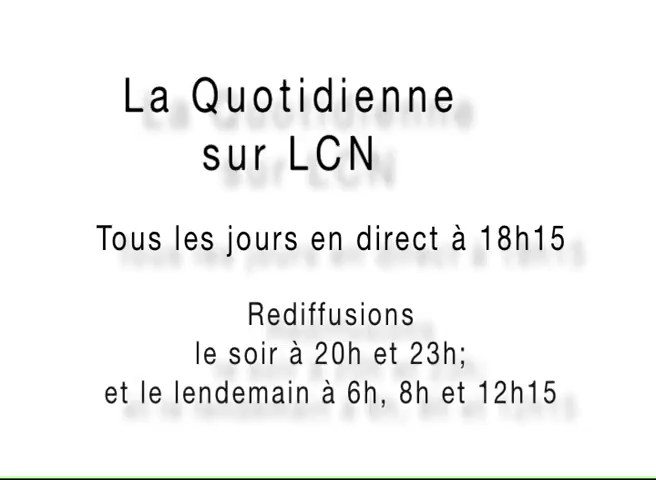 La Quotidienne
sur LCN
Tous les jours en direct à 18h15
Rediffusions
le soir à 20h et 23h;
et le lendemain à 6h, 8h et 12h15